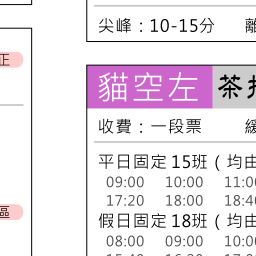 正
區
尖峰：10-15分 離
貓空左 茶
收費：一段票 緩
平日固定 15班 ( 均由
09:00 10:00 11:0
17:20 18:00 18:4
假日固定 18班 ( 均由
08:00 09:00 10:0